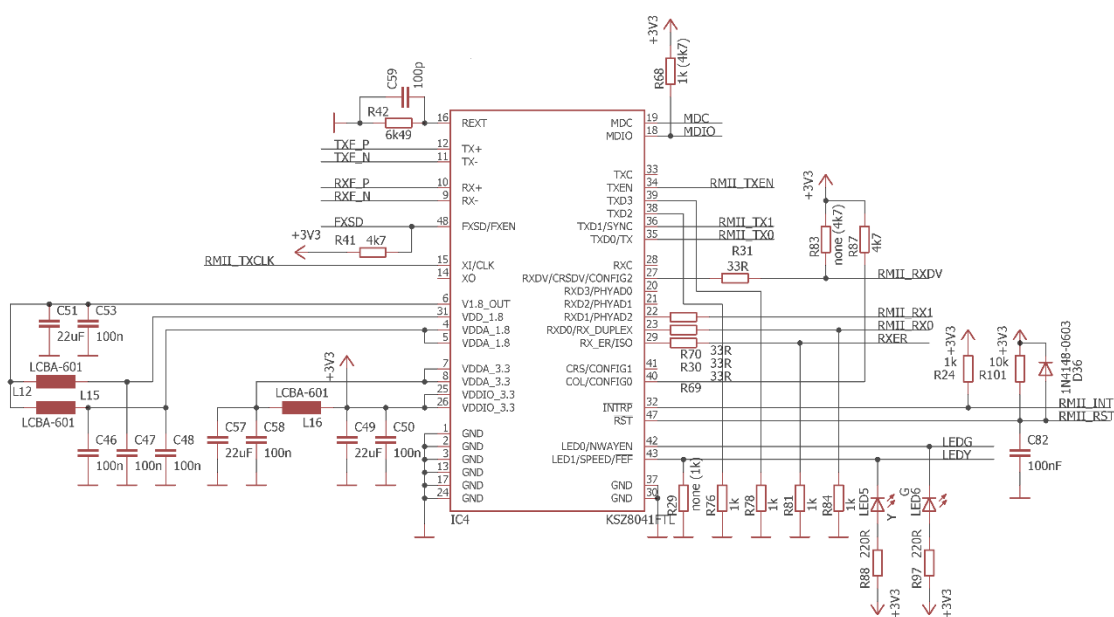 +3V3
R68
1k (4k7)
C59
100p
R42
6k49
16 REXT
MDC 19 MDC
MDIO 18 MDIO
TXF_P 12 TX+
TXF_N 11 TX-
TXC 33
TXEN 34 RMII_TXEN
RXF_P 10 RX+
RXF_N 9 RX-
TXD3 39
TXD2 38
+3V3
FXSD 48 FXSD/FXEN
TXD1/SYNC 36 RMII_TX1
TXD0/TX 35 RMII_TX0
+3V3 R41 4k7
R83
none (4k7)
R87
4k7
RMII_TXCLK 15 XI/CLK
14 XO
RXC 28
R31
33R
RXDV/CRSDV/CONFIG2 27 RMII_RXDV
RXD3/PHYAD0 20
C51
22uF
C53
100n
6 V1.8_OUT
31 VDD_1.8
4 VDDA_1.8
5 VDDA_1.8
RXD2/PHYAD1 21
RXD1/PHYAD2 22 RMII_RX1
RXD0/RX_DUPLEX 23 RMII_RX0
RX_ER/ISO 29 RXER
R70 33R
R30 33R
R69 33R
+3V3
1k
R24
+3V3
10k
R101
1N4148-0603
D36
LCBA-601
L12
L15
LCBA-601
+3V3
7 VDDA_3.3
8 VDDA_3.3
25 VDDIO_3.3
26 VDDIO_3.3
CRS/CONFIG1 41
COL/CONFIG0 40
LCBA-601
L16
INTRP 32 RMII_INT
RST 47 RMII_RST
C46
100n
C47
100n
C48
100n
C57
22uF
C58
100n
C49
22uF
C50
100n
1 GND
2 GND
3 GND
13 GND
17 GND
24 GND
LED0/NWAYEN 42 LEDG
LED1/SPEED/FEF 43 LEDY
GND 37
GND 30
C82
100nF
IC4
KSZ8041FTL
R29
none (1k)
R76
1k
R78
1k
R81
1k
R84
1k
LED5
Y
G
LED6
R88
220R
R97
220R
+3V3
+3V3